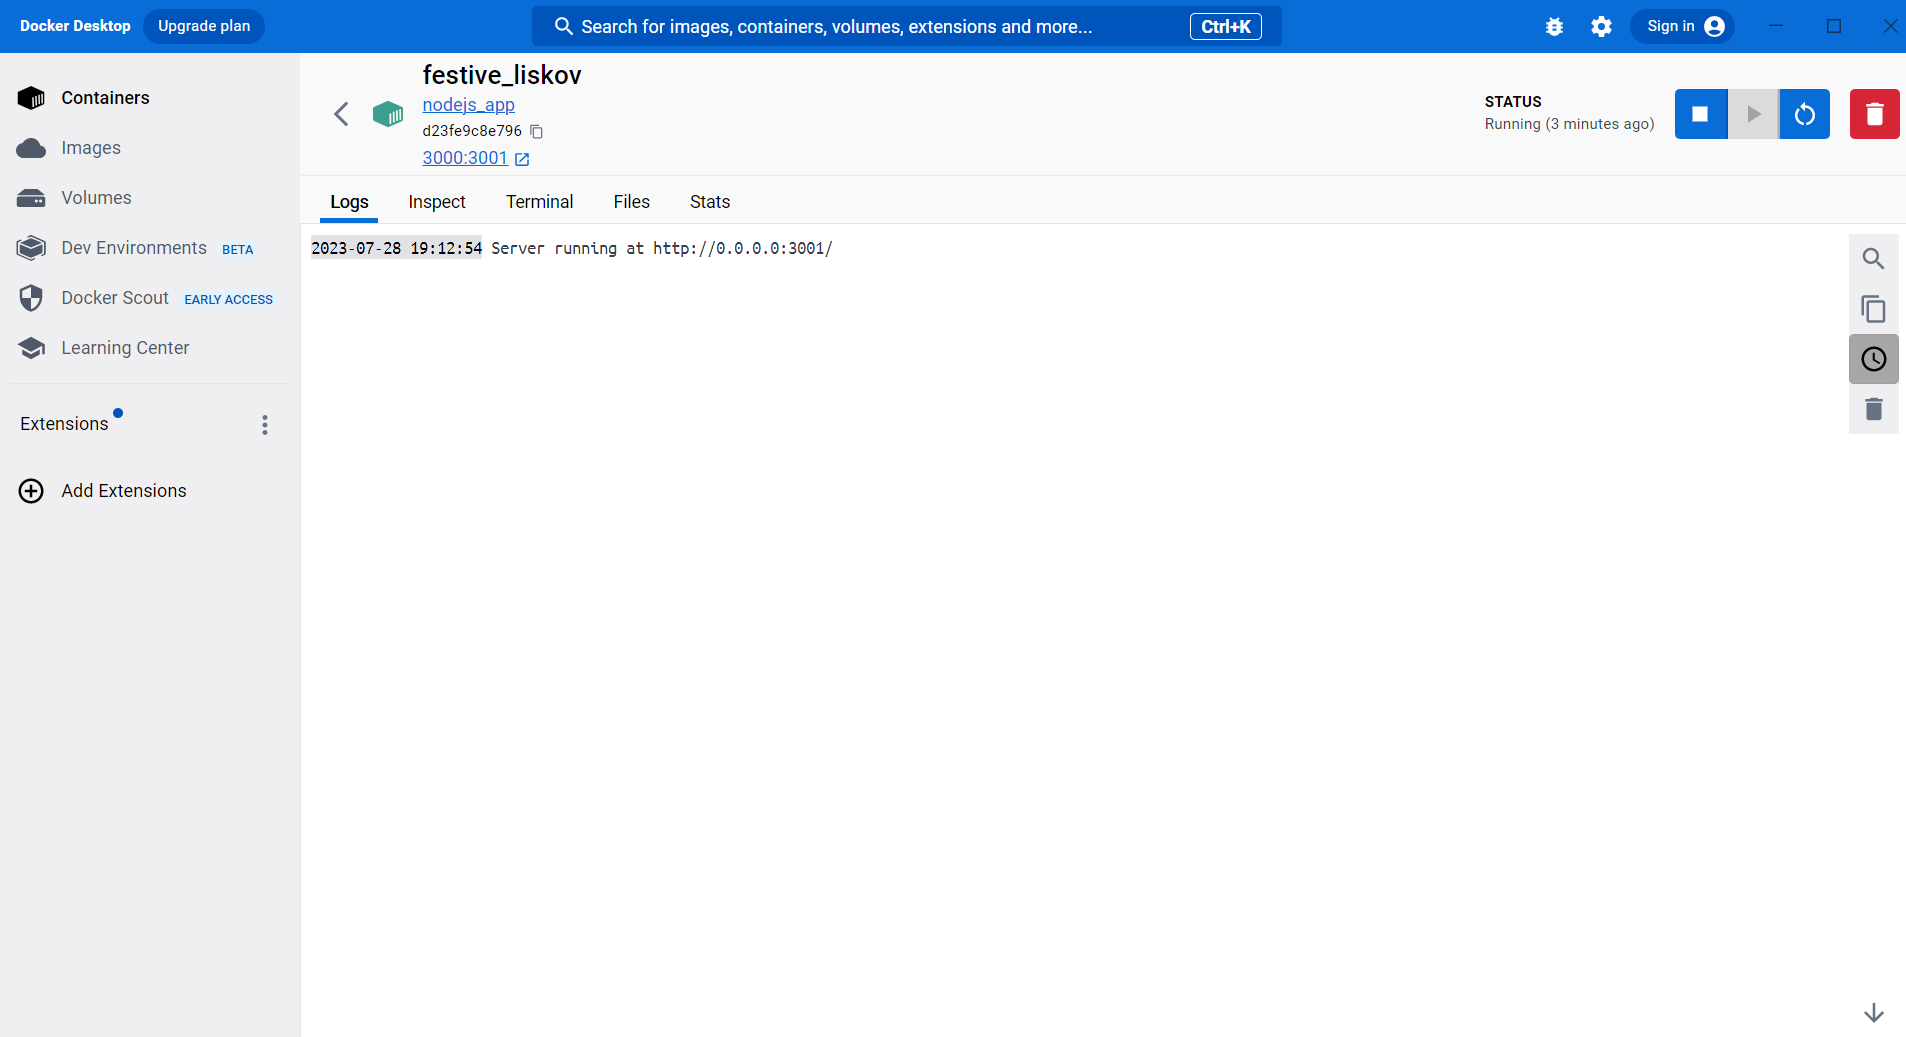 Docker Desktop Upgrade plan
Search for images, containers, volumes, extensions and more... Ctrl+K
Sign in
Containers
Images
Volumes
Dev Environments BETA
Docker Scout EARLY ACCESS
Learning Center
Extensions
Add Extensions
festive_liskov
nodejs_app
d23fe9c8e796
3000:3001
STATUS
Running (3 minutes ago)
Logs Inspect Terminal Files Stats
2023-07-28 19:12:54 Server running at http://0.0.0.0:3001/